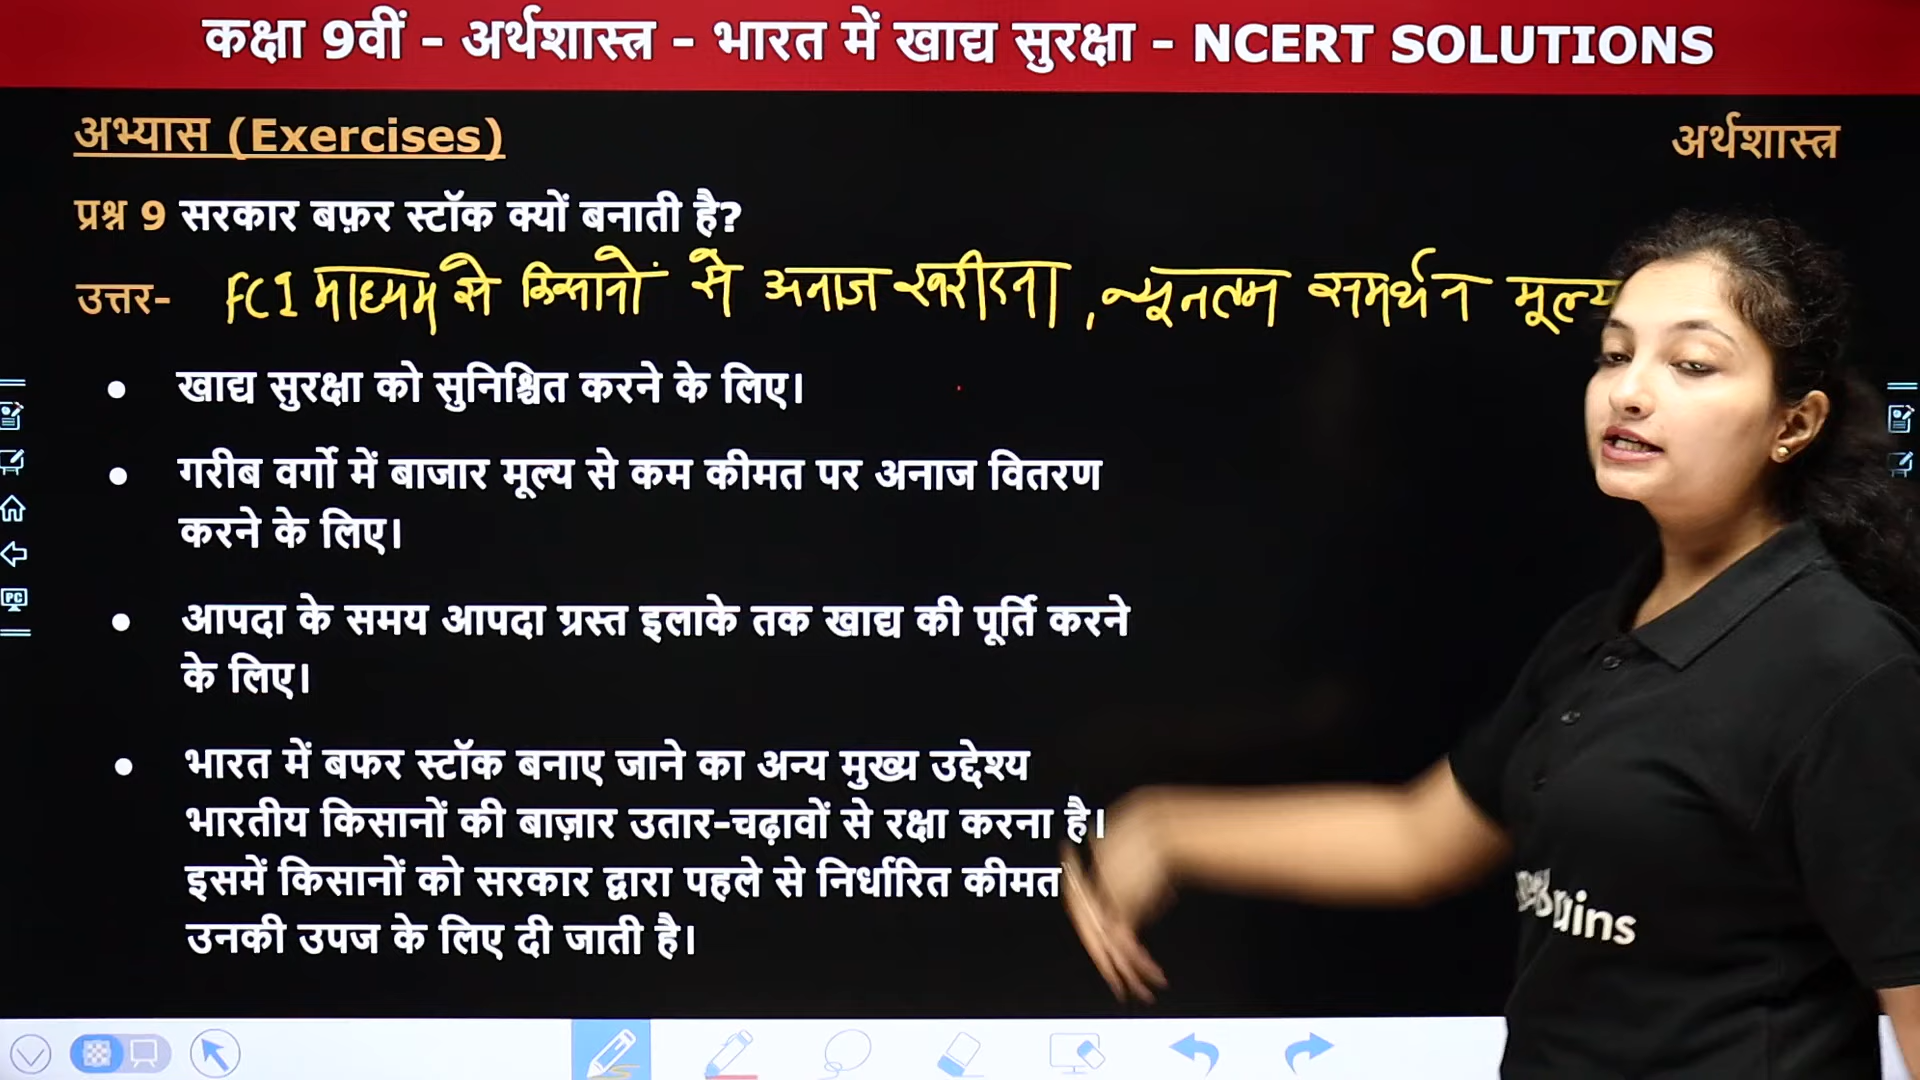 कक्षा 9वीं - अर्थशास्त्र - भारत में खाद्य सुरक्षा - NCERT SOLUTIONS
अभ्यास (Exercises)
अर्थशास्त्र
प्रश्न 9 सरकार बफ़र स्टॉक क्यों बनाती है?
उत्तर- FCI माध्यम से किसानों से अनाज खरीदना, न्यूनतम समर्थन मूल्य
• खाद्य सुरक्षा को सुनिश्चित करने के लिए।
• गरीब वर्गो में बाजार मूल्य से कम कीमत पर अनाज वितरण
करने के लिए।
• आपदा के समय आपदा ग्रस्त इलाके तक खाद्य की पूर्ति करने
के लिए।
• भारत में बफर स्टॉक बनाए जाने का अन्य मुख्य उद्देश्य
भारतीय किसानों की बाज़ार उतार-चढ़ावों से रक्षा करना है।
इसमें किसानों को सरकार द्वारा पहले से निर्धारित कीमत
उनकी उपज के लिए दी जाती है।
PC